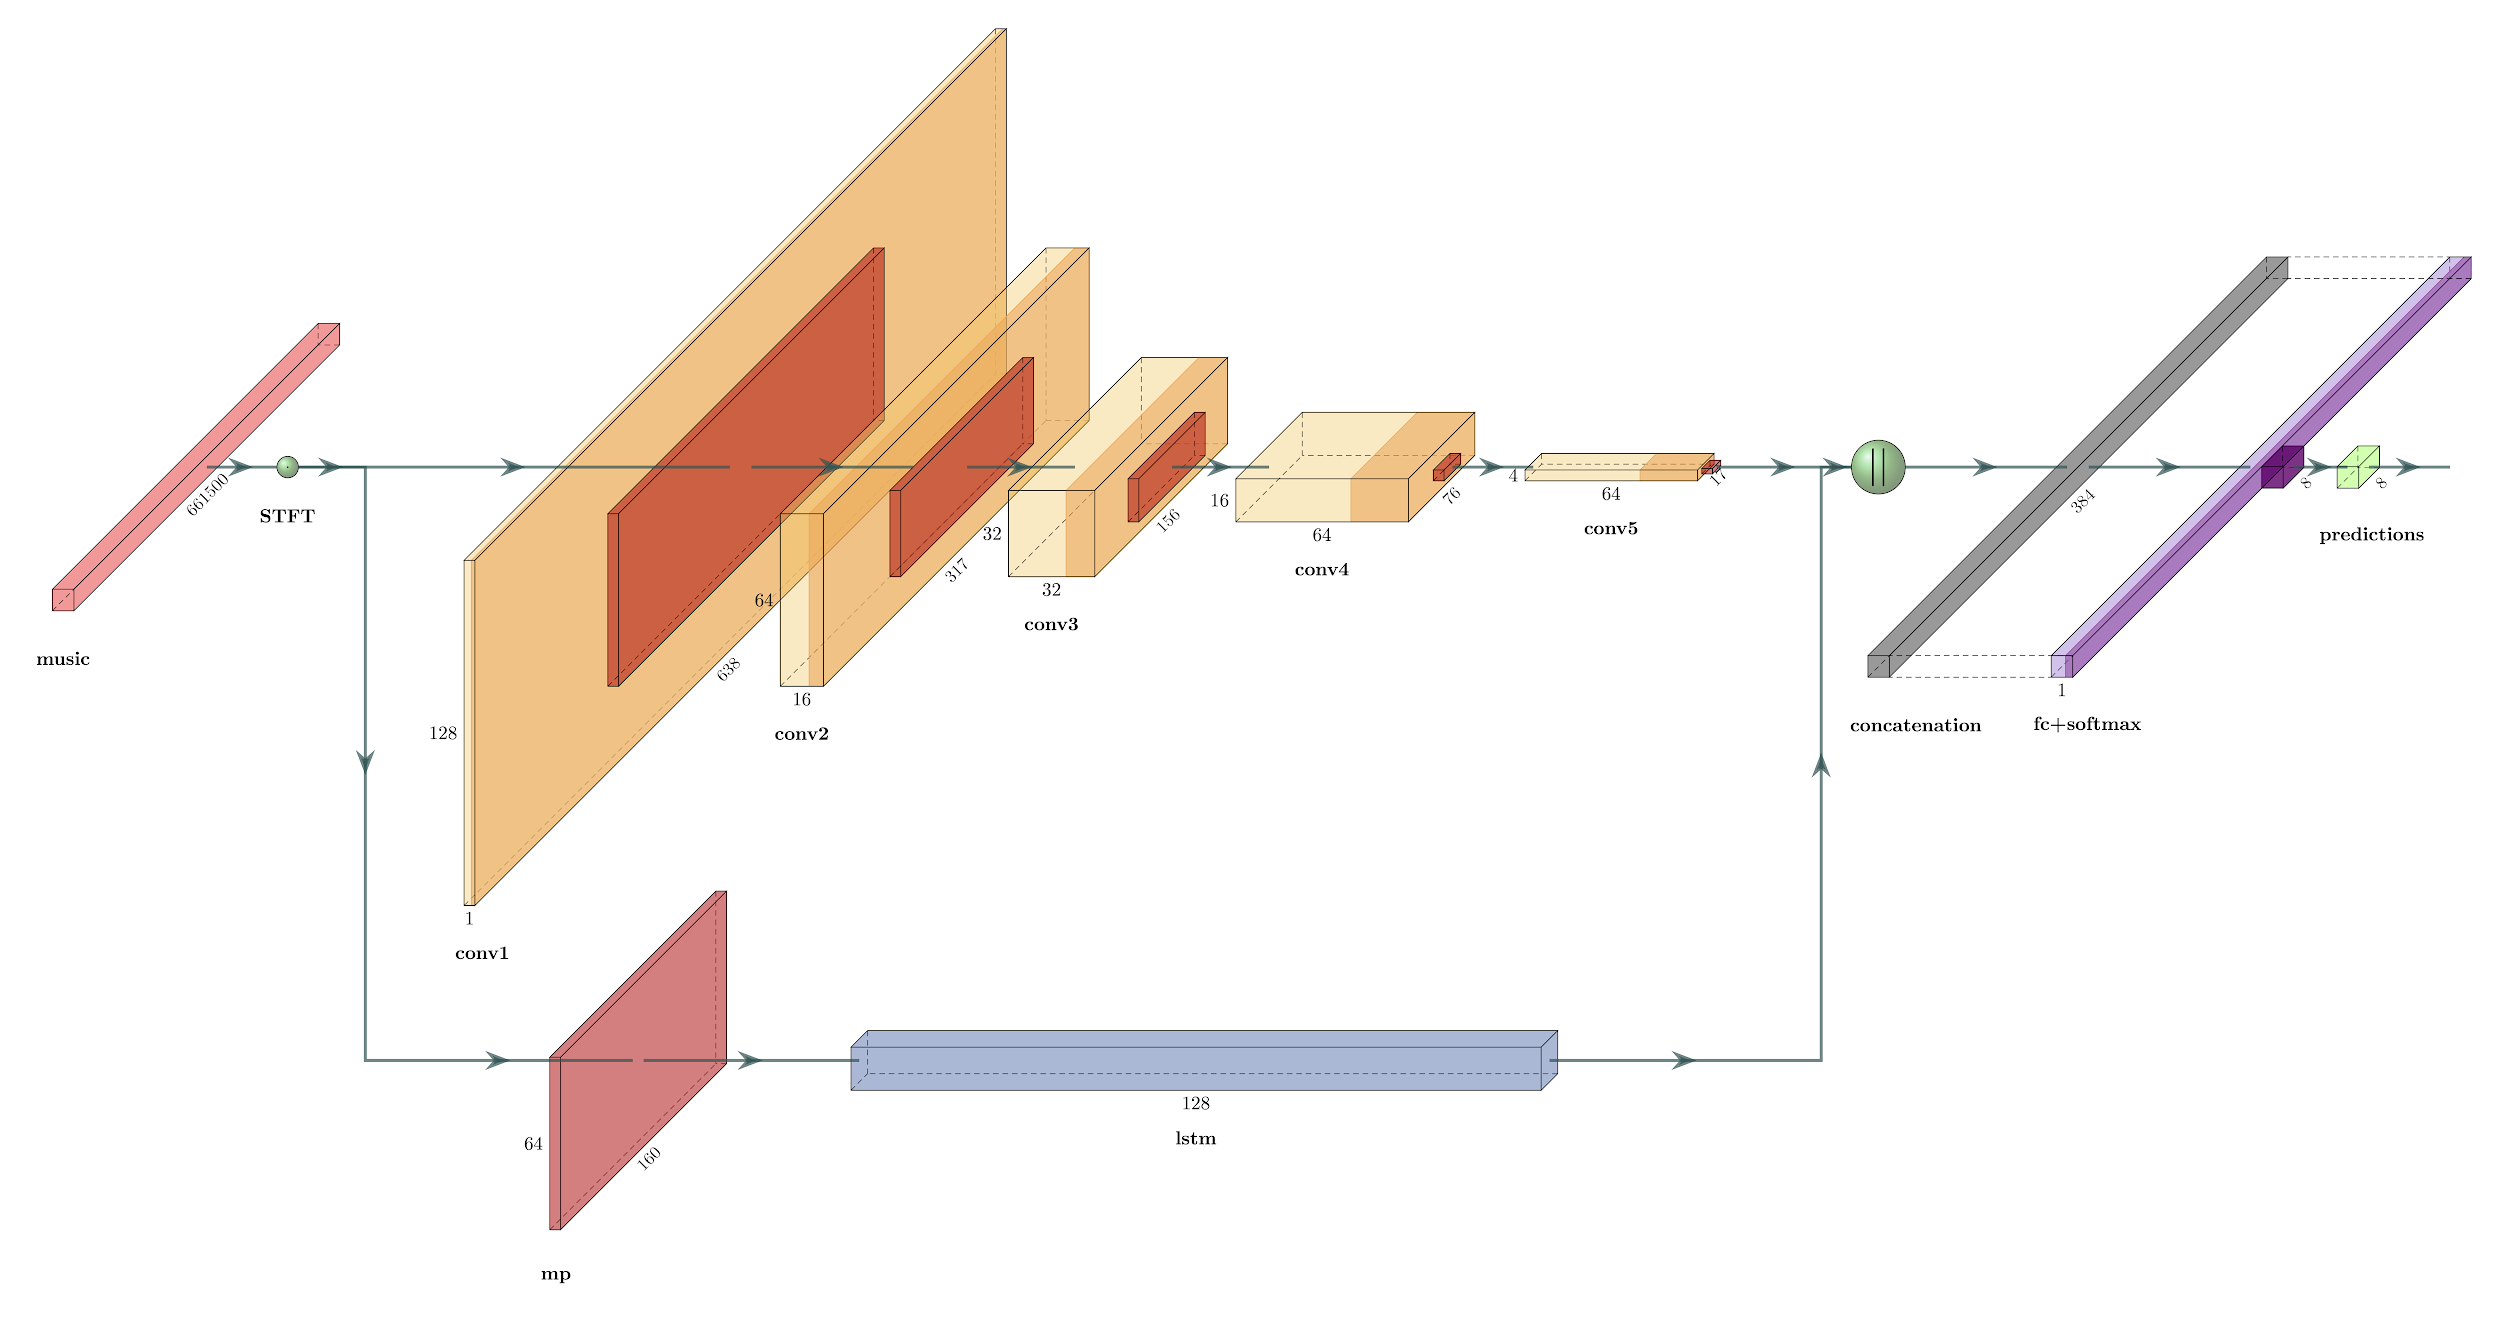 661500
music
STFT
128
638
1
conv1
64
317
16
conv2
32
156
32
conv3
16
76
64
conv4
4
17
64
conv5
64
160
mp
128
lstm
384
concatenation
1
fc+softmax
8
8
predictions